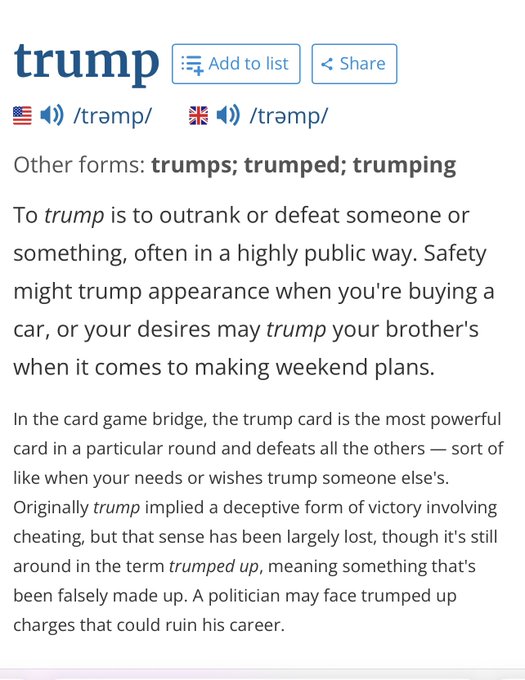 trump Add to list Share
/trəmp/ /trəmp/
Other forms: trumps; trumped; trumping
To trump is to outrank or defeat someone or
something, often in a highly public way. Safety
might trump appearance when you're buying a
car, or your desires may trump your brother's
when it comes to making weekend plans.
In the card game bridge, the trump card is the most powerful
card in a particular round and defeats all the others — sort of
like when your needs or wishes trump someone else's.
Originally trump implied a deceptive form of victory involving
cheating, but that sense has been largely lost, though it's still
around in the term trumped up, meaning something that's
been falsely made up. A politician may face trumped up
charges that could ruin his career.